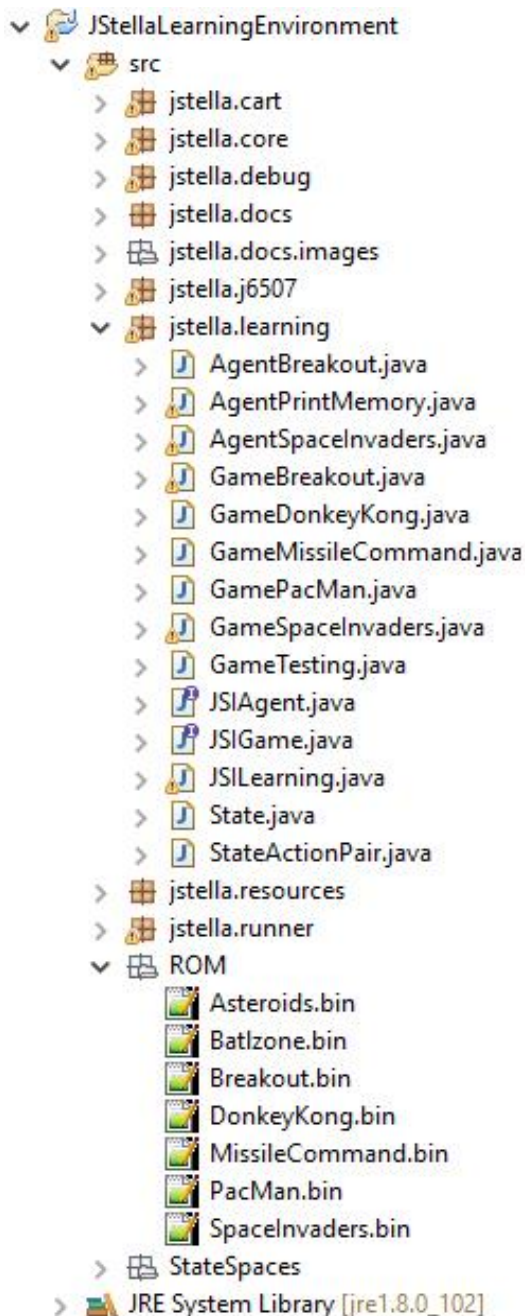 JStellaLearningEnvironment
src
jstella.cart
jstella.core
jstella.debug
jstella.docs
jstella.docs.images
jstella.j6507
jstella.learning
AgentBreakout.java
AgentPrintMemory.java
AgentSpaceInvaders.java
GameBreakout.java
GameDonkeyKong.java
GameMissileCommand.java
GamePacMan.java
GameSpaceInvaders.java
GameTesting.java
JSIAgent.java
JSIGame.java
JSILearning.java
State.java
StateActionPair.java
jstella.resources
jstella.runner
ROM
Asteroids.bin
Batlzone.bin
Breakout.bin
DonkeyKong.bin
MissileCommand.bin
PacMan.bin
SpaceInvaders.bin
StateSpaces
JRE System Library [jre1.8.0_102]